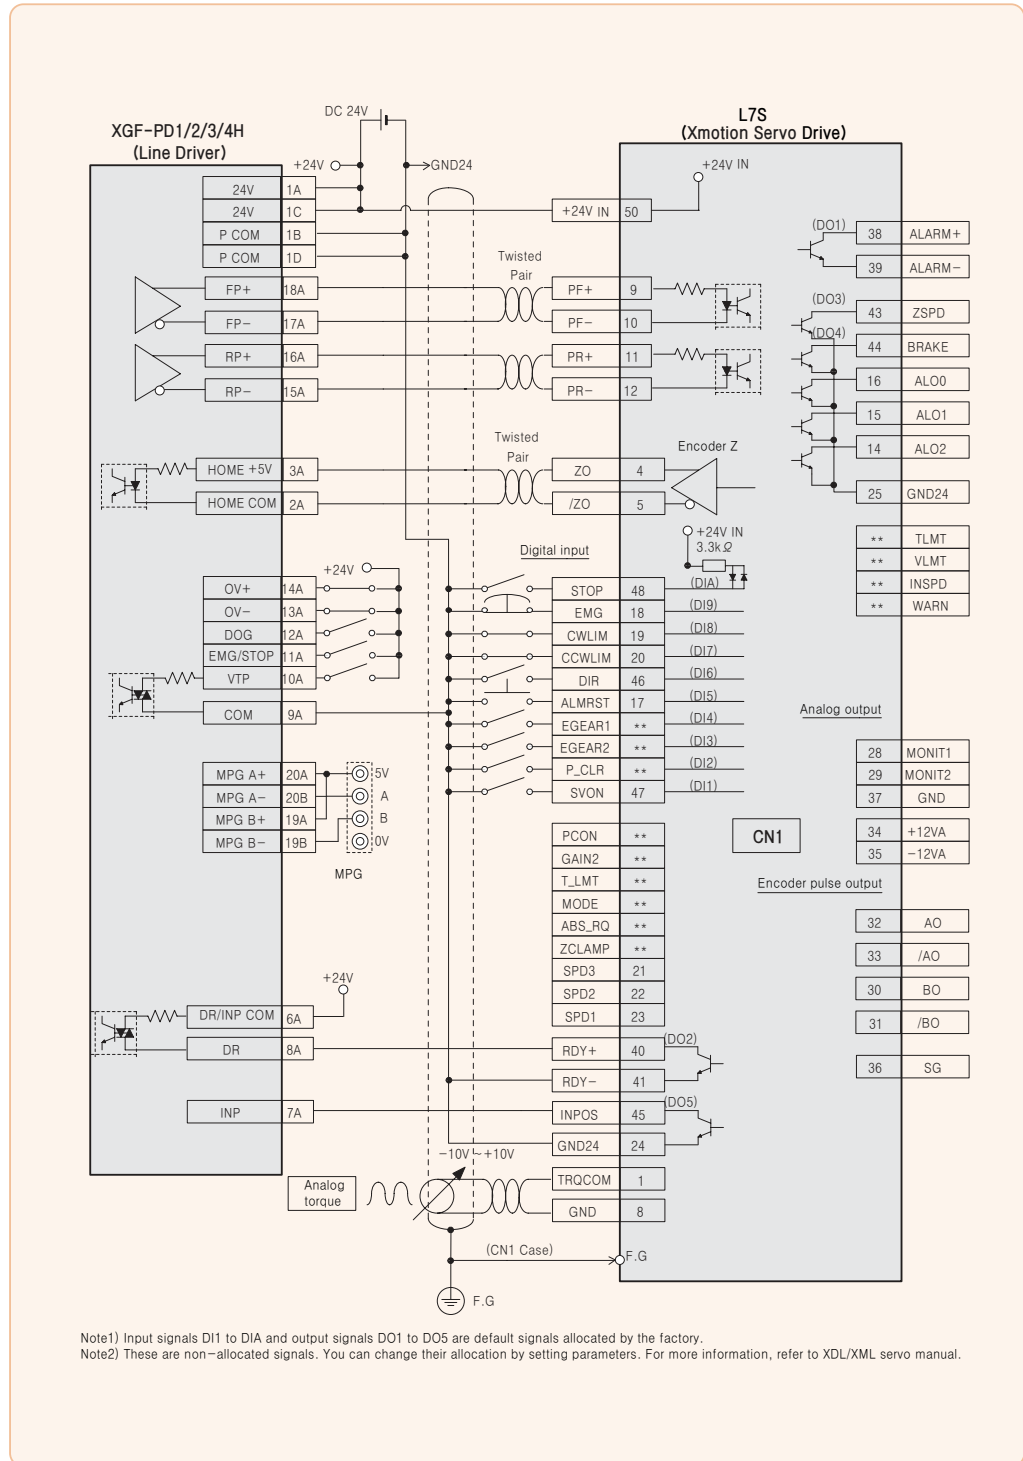 DC 24V
L7S
(Xmotion Servo Drive)
XGF-PD1/2/3/4H
(Line Driver)
+24V
GND24
+24V IN
24V 1A
24V 1C
P COM 1B
P COM 1D
FP+ 18A
FP- 17A
RP+ 16A
RP- 15A
HOME +5V 3A
HOME COM 2A
+24V
OV+ 14A
OV- 13A
DOG 12A
EMG/STOP 11A
VTP 10A
COM 9A
MPG A+ 20A
MPG A- 20B
MPG B+ 19A
MPG B- 19B
5V
A
B
0V
MPG
+24V
DR/INP COM 6A
DR 8A
INP 7A
Analog
torque
-10V ~+10V
Twisted
Pair
Twisted
Pair
Digital input
+24V IN 50
PF+ 9
PF- 10
PR+ 11
PR- 12
Encoder Z
ZO 4
/ZO 5
+24V IN
3.3kΩ
STOP 48 (DIA)
EMG 18 (DI9)
CWLIM 19 (DI8)
CCWLIM 20 (DI7)
DIR 46 (DI6)
ALMRST 17 (DI5)
EGEAR1 ** (DI4)
EGEAR2 ** (DI3)
P_CLR ** (DI2)
SVON 47 (DI1)
PCON **
GAIN2 **
T_LMT **
MODE **
ABS_RQ **
ZCLAMP **
SPD3 21
SPD2 22
SPD1 23
RDY+ 40 (DO2)
RDY- 41
INPOS 45 (DO5)
GND24 24
TRQCOM 1
GND 8
(CN1 Case)
F.G
F.G
CN1
(DO1) 38 ALARM+
39 ALARM-
(DO3) 43 ZSPD
(DO4) 44 BRAKE
16 ALO0
15 ALO1
14 ALO2
25 GND24
** TLMT
** VLMT
** INSPD
** WARN
Analog output
28 MONIT1
29 MONIT2
37 GND
34 +12VA
35 -12VA
Encoder pulse output
32 AO
33 /AO
30 BO
31 /BO
36 SG
Note1) Input signals DI1 to DIA and output signals DO1 to DO5 are default signals allocated by the factory.
Note2) These are non-allocated signals. You can change their allocation by setting parameters. For more information, refer to XDL/XML servo manual.